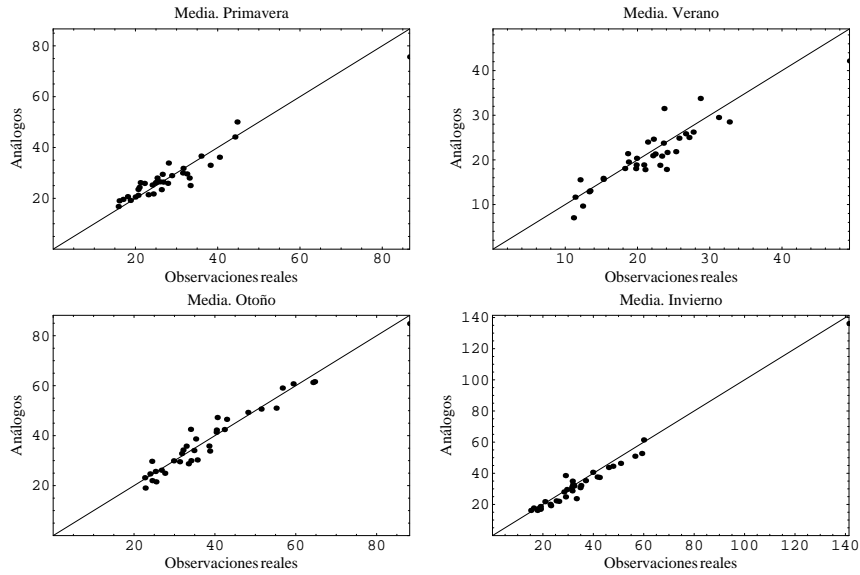 Media. Primavera
80
60
40
20
Análogos
20 40 60 80
Observaciones reales
Media. Verano
40
30
20
10
Análogos
10 20 30 40
Observaciones reales
Media. Otoño
80
60
40
20
Análogos
20 40 60 80
Observaciones reales
Media. Invierno
140
120
100
80
60
40
20
Análogos
20 40 60 80 100 120 140
Observaciones reales